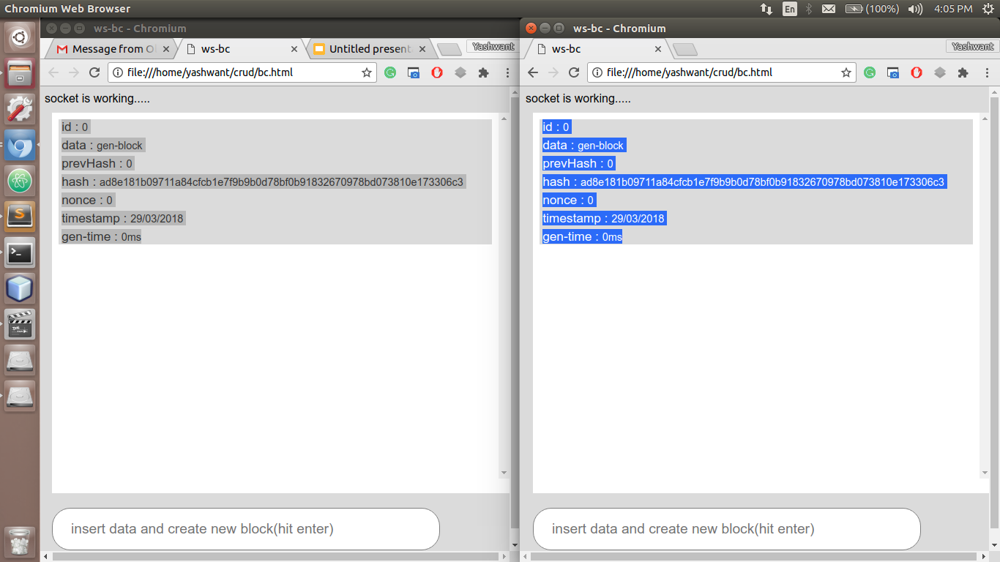 Chromium Web Browser
En
(100%)
4:05 PM
ws-bc - Chromium
Message from O
ws-bc
Untitled present
Yashwant
file:///home/yashwant/crud/bc.html
socket is working.....
id : 0
data : gen-block
prevHash : 0
hash : ad8e181b09711a84cfcb1e7f9b9b0d78bf0b91832670978bd073810e173306c3
nonce : 0
timestamp : 29/03/2018
gen-time : 0ms
insert data and create new block(hit enter)
ws-bc - Chromium
ws-bc
Yashwant
file:///home/yashwant/crud/bc.html
socket is working.....
id : 0
data : gen-block
prevHash : 0
hash : ad8e181b09711a84cfcb1e7f9b9b0d78bf0b91832670978bd073810e173306c3
nonce : 0
timestamp : 29/03/2018
gen-time : 0ms
insert data and create new block(hit enter)